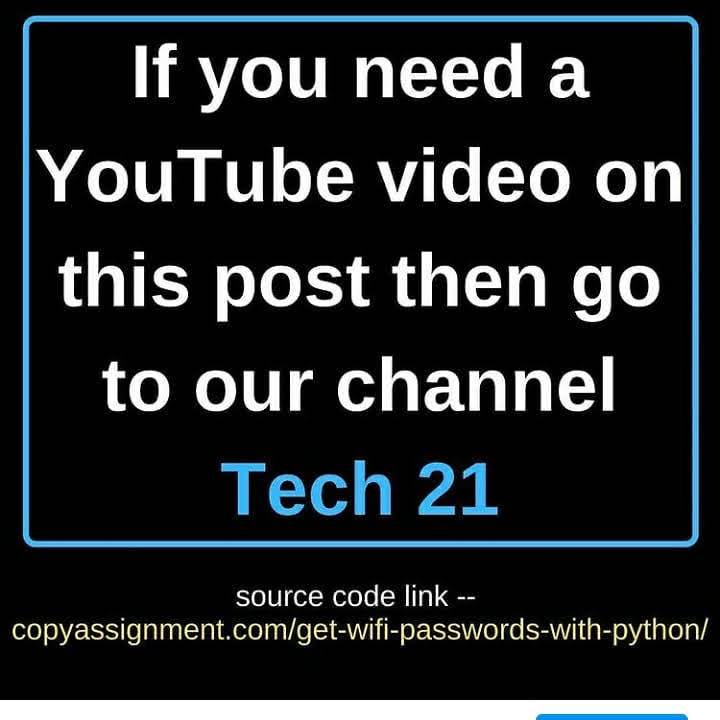 If you need a
YouTube video on
this post then go
to our channel
Tech 21
source code link --
copyassignment.com/get-wifi-passwords-with-python/